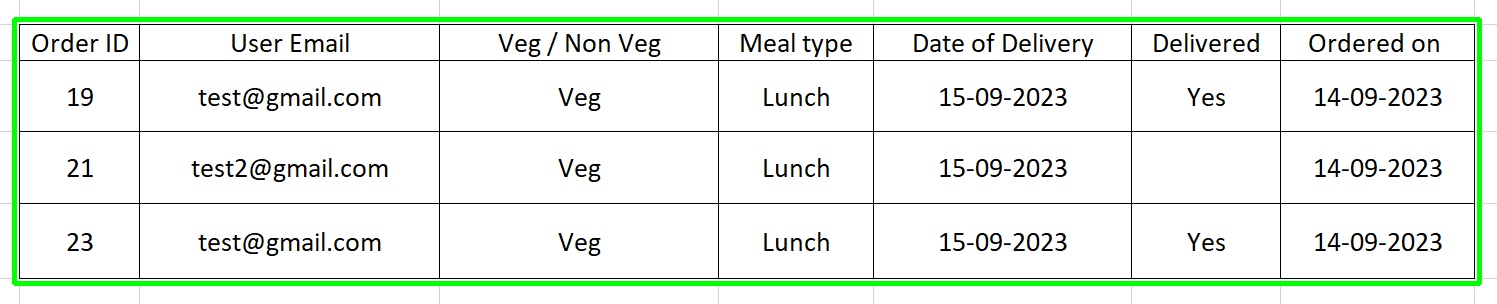 Order ID User Email Veg / Non Veg Meal type Date of Delivery Delivered Ordered on
19 test@gmail.com Veg Lunch 15-09-2023 Yes 14-09-2023
21 test2@gmail.com Veg Lunch 15-09-2023 14-09-2023
23 test@gmail.com Veg Lunch 15-09-2023 Yes 14-09-2023